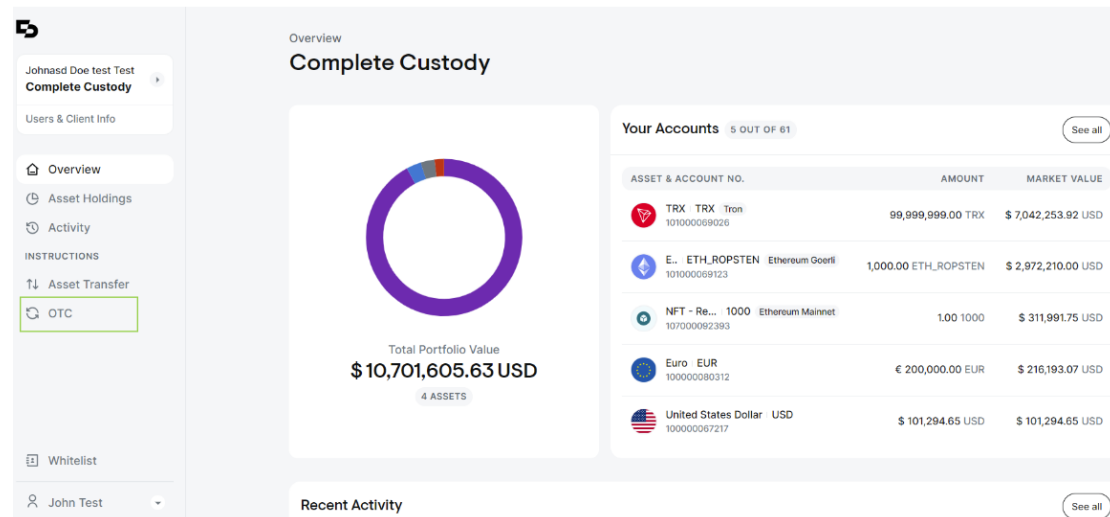 Johnasd Doe test Test
Complete Custody
Users & Client Info
Overview
Asset Holdings
Activity
INSTRUCTIONS
Asset Transfer
OTC
Whitelist
John Test
Overview
Complete Custody
Total Portfolio Value
$ 10,701,605.63 USD
4 ASSETS
Your Accounts 5 OUT OF 61 See all
ASSET & ACCOUNT NO. AMOUNT MARKET VALUE
TRX TRX Tron 99,999,999.00 TRX $ 7,042,253.92 USD
101000069026
E.. ETH_ROPSTEN Ethereum Goerli 1,000.00 ETH_ROPSTEN $ 2,972,210.00 USD
101000069123
NFT - Re... 1000 Ethereum Mainnet 1.00 1000 $ 311,991.75 USD
107000092393
Euro EUR € 200,000.00 EUR $ 216,193.07 USD
100000080312
United States Dollar USD $ 101,294.65 USD $ 101,294.65 USD
100000067217
Recent Activity See all